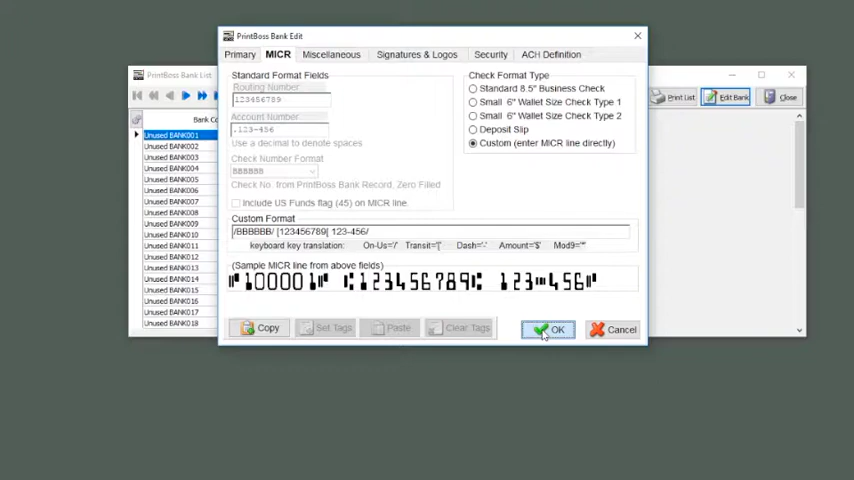 PrintBoss Bank Edit
Primary MICR Miscellaneous Signatures & Logos Security ACH Definition
Standard Format Fields
Routing Number
123456789
Account Number
.123-456
Use a decimal to denote spaces
Check Number Format
BBBBBB
Check No. from PrintBoss Bank Record, Zero Filled
Include US Funds flag (45) on MICR line
Check Format Type
Standard 8.5" Business Check
Small 6" Wallet Size Check Type 1
Small 6" Wallet Size Check Type 2
Deposit Slip
Custom (enter MICR line directly)
Custom Format
/BBBBBB/ [123456789[ 123-456/
keyboard key translation: On-Us='/' Transit='[' Dash='-' Amount='$' Mod9='*'
(Sample MICR line from above fields)
⑈100001⑈ ⑆123456789⑆ 123⑉456⑈
Copy Set Tags Paste Clear Tags OK Cancel
PrintBoss Bank List
Print List Edit Bank Close
Bank Co
Unused BANK001
Unused BANK002
Unused BANK003
Unused BANK004
Unused BANK005
Unused BANK006
Unused BANK007
Unused BANK008
Unused BANK009
Unused BANK010
Unused BANK011
Unused BANK012
Unused BANK013
Unused BANK014
Unused BANK015
Unused BANK016
Unused BANK017
Unused BANK018